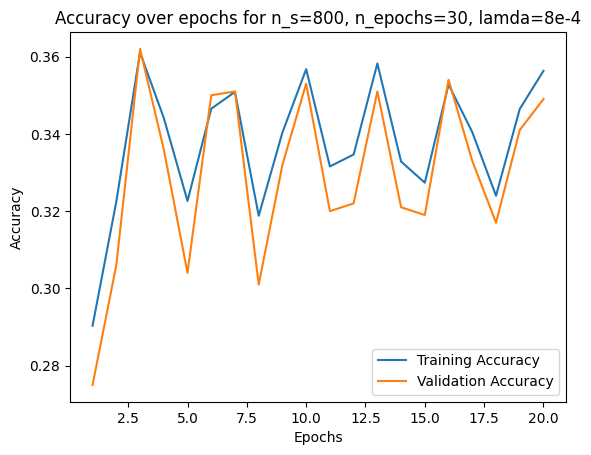 Accuracy over epochs for n_s=800, n_epochs=30, lamda=8e-4
0.36
0.34
0.32
0.30
0.28
Accuracy
Training Accuracy
Validation Accuracy
2.5 5.0 7.5 10.0 12.5 15.0 17.5 20.0
Epochs